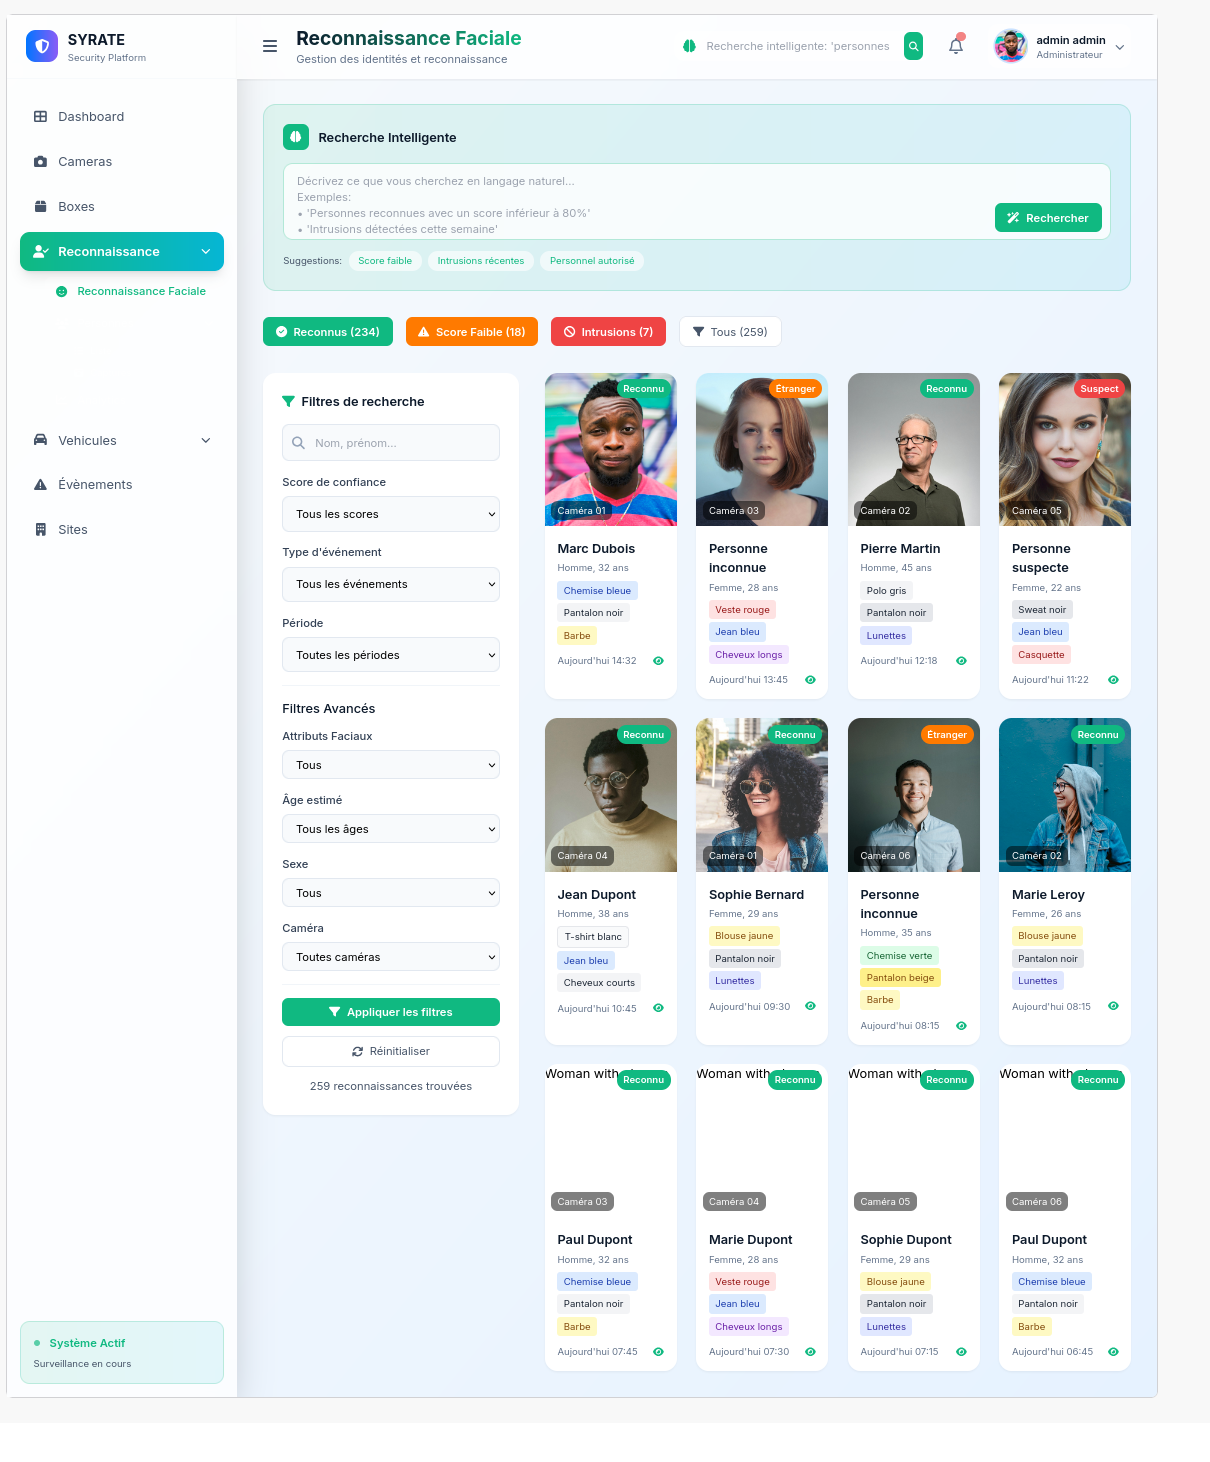 SYRATE
Security Platform
Reconnaissance Faciale
Gestion des identités et reconnaissance
Recherche intelligente: 'personnes
admin admin
Administrateur
Dashboard
Cameras
Boxes
Reconnaissance
Reconnaissance Faciale
Vehicules
Évènements
Sites
Système Actif
Surveillance en cours
Recherche Intelligente
Décrivez ce que vous cherchez en langage naturel...
Exemples:
• 'Personnes reconnues avec un score inférieur à 80%'
• 'Intrusions détectées cette semaine'
Rechercher
Suggestions: Score faible Intrusions récentes Personnel autorisé
Reconnus (234) Score Faible (18) Intrusions (7) Tous (259)
Filtres de recherche
Nom, prénom...
Score de confiance
Tous les scores
Type d'événement
Tous les événements
Période
Toutes les périodes
Filtres Avancés
Attributs Faciaux
Tous
Âge estimé
Tous les âges
Sexe
Tous
Caméra
Toutes caméras
Appliquer les filtres
Réinitialiser
259 reconnaissances trouvées
Reconnu
Caméra 01
Marc Dubois
Homme, 32 ans
Chemise bleue
Pantalon noir
Barbe
Aujourd'hui 14:32
Étranger
Caméra 03
Personne
inconnue
Femme, 28 ans
Veste rouge
Jean bleu
Cheveux longs
Aujourd'hui 13:45
Reconnu
Caméra 02
Pierre Martin
Homme, 45 ans
Polo gris
Pantalon noir
Lunettes
Aujourd'hui 12:18
Suspect
Caméra 05
Personne
suspecte
Femme, 22 ans
Sweat noir
Jean bleu
Casquette
Aujourd'hui 11:22
Reconnu
Caméra 04
Jean Dupont
Homme, 38 ans
T-shirt blanc
Jean bleu
Cheveux courts
Aujourd'hui 10:45
Reconnu
Caméra 01
Sophie Bernard
Femme, 29 ans
Blouse jaune
Pantalon noir
Lunettes
Aujourd'hui 09:30
Étranger
Caméra 06
Personne
inconnue
Homme, 35 ans
Chemise verte
Pantalon beige
Barbe
Aujourd'hui 08:15
Reconnu
Caméra 02
Marie Leroy
Femme, 26 ans
Blouse jaune
Pantalon noir
Lunettes
Aujourd'hui 08:15
Woman with
Reconnu
Caméra 03
Paul Dupont
Homme, 32 ans
Chemise bleue
Pantalon noir
Barbe
Aujourd'hui 07:45
Woman with
Reconnu
Caméra 04
Marie Dupont
Femme, 28 ans
Veste rouge
Jean bleu
Cheveux longs
Aujourd'hui 07:30
Woman with
Reconnu
Caméra 05
Sophie Dupont
Femme, 29 ans
Blouse jaune
Pantalon noir
Lunettes
Aujourd'hui 07:15
Woman with
Reconnu
Caméra 06
Paul Dupont
Homme, 32 ans
Chemise bleue
Pantalon noir
Barbe
Aujourd'hui 06:45